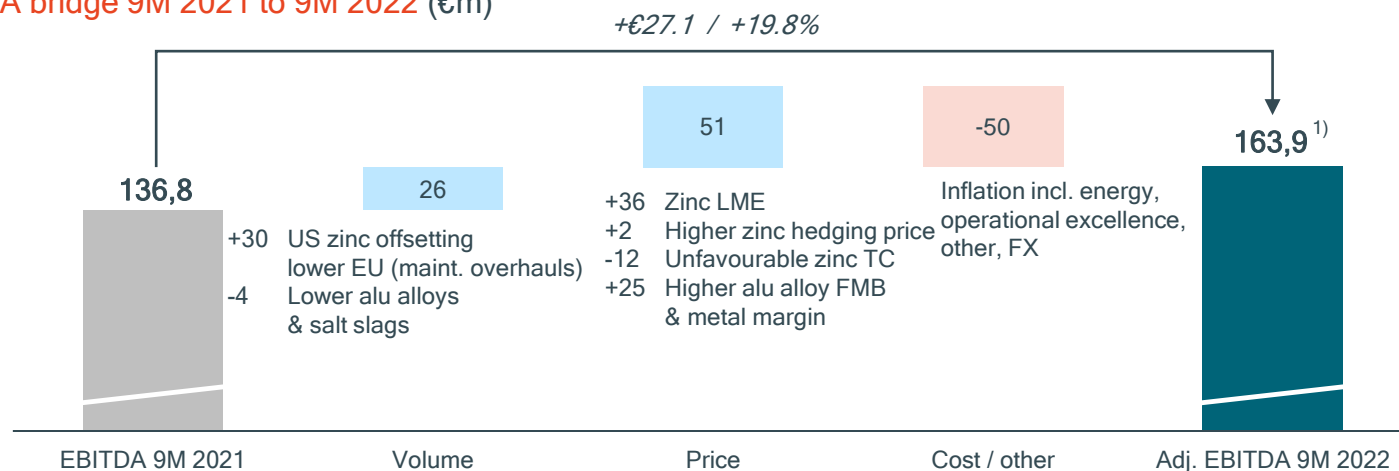 A bridge 9M 2021 to 9M 2022 (€m)
+€27.1 / +19.8%
136,8
26
51
-50
163,9 1)
+30 US zinc offsetting
lower EU (maint. overhauls)
-4 Lower alu alloys
& salt slags
+36 Zinc LME
+2 Higher zinc hedging price
-12 Unfavourable zinc TC
+25 Higher alu alloy FMB
& metal margin
Inflation incl. energy,
operational excellence,
other, FX
EBITDA 9M 2021
Volume
Price
Cost / other
Adj. EBITDA 9M 2022